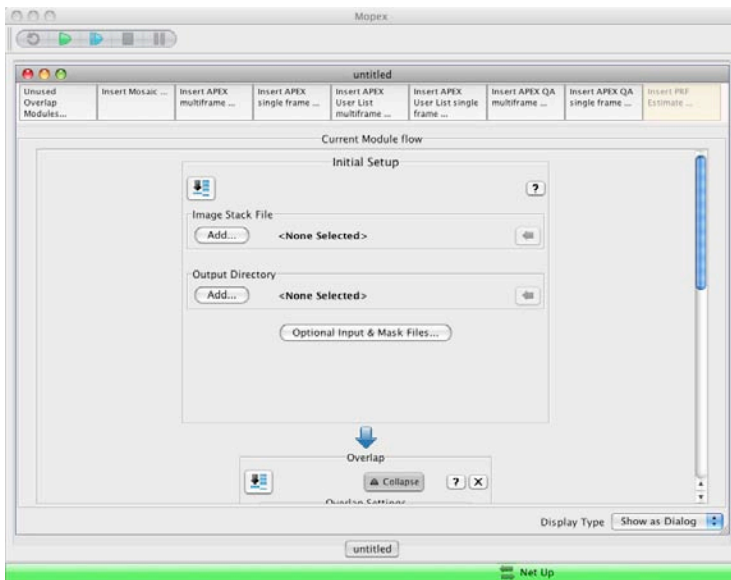 Mopex
untitled
Unused Overlap Modules...
Insert Mosaic ...
Insert APEX multiframe ...
Insert APEX single frame ...
Insert APEX User List multiframe ...
Insert APEX User List single frame ...
Insert APEX QA multiframe ...
Insert APEX QA single frame ...
Insert PRF Estimate ...
Current Module flow
Initial Setup
?
Image Stack File
Add... <None Selected>
Output Directory
Add... <None Selected>
Optional Input & Mask Files...
Overlap
Collapse ? X
Overlap Settings
Display Type Show as Dialog
untitled
Net Up